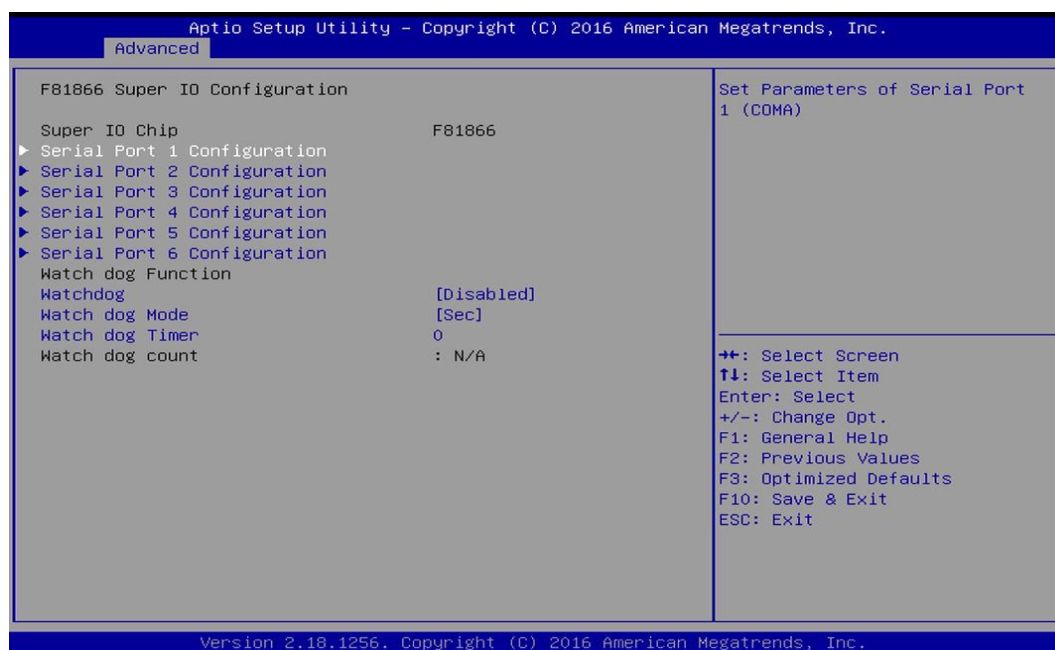 Aptio Setup Utility – Copyright (C) 2016 American Megatrends, Inc.
Advanced
F81866 Super IO Configuration
Super IO Chip F81866
Serial Port 1 Configuration
Serial Port 2 Configuration
Serial Port 3 Configuration
Serial Port 4 Configuration
Serial Port 5 Configuration
Serial Port 6 Configuration
Watch dog Function
Watchdog [Disabled]
Watch dog Mode [Sec]
Watch dog Timer 0
Watch dog count : N/A
Set Parameters of Serial Port
1 (COMA)
→←: Select Screen
↑↓: Select Item
Enter: Select
+/-: Change Opt.
F1: General Help
F2: Previous Values
F3: Optimized Defaults
F10: Save & Exit
ESC: Exit
Version 2.18.1256. Copyright (C) 2016 American Megatrends, Inc.